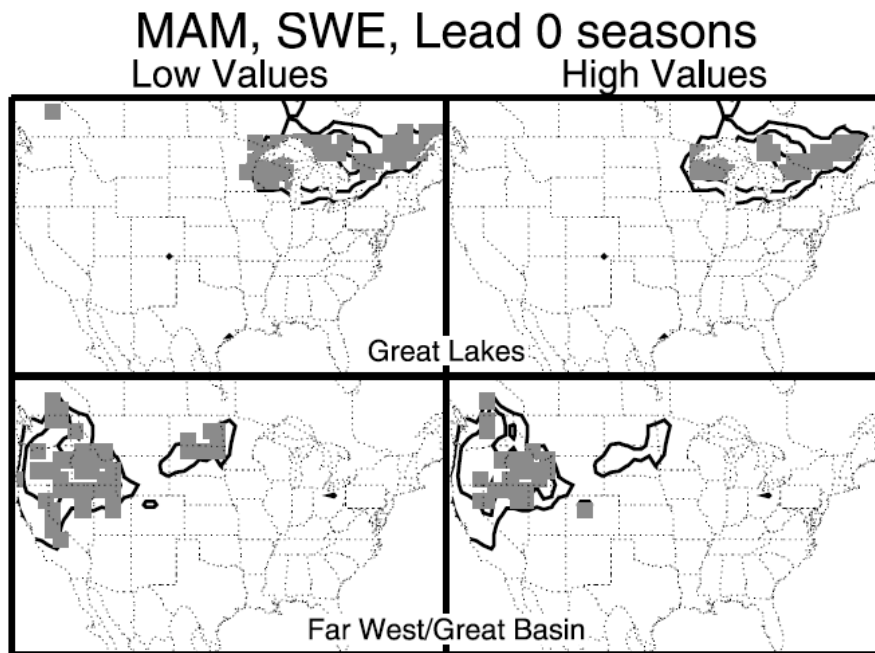 MAM, SWE, Lead 0 seasons
Low Values High Values
Great Lakes
Far West/Great Basin